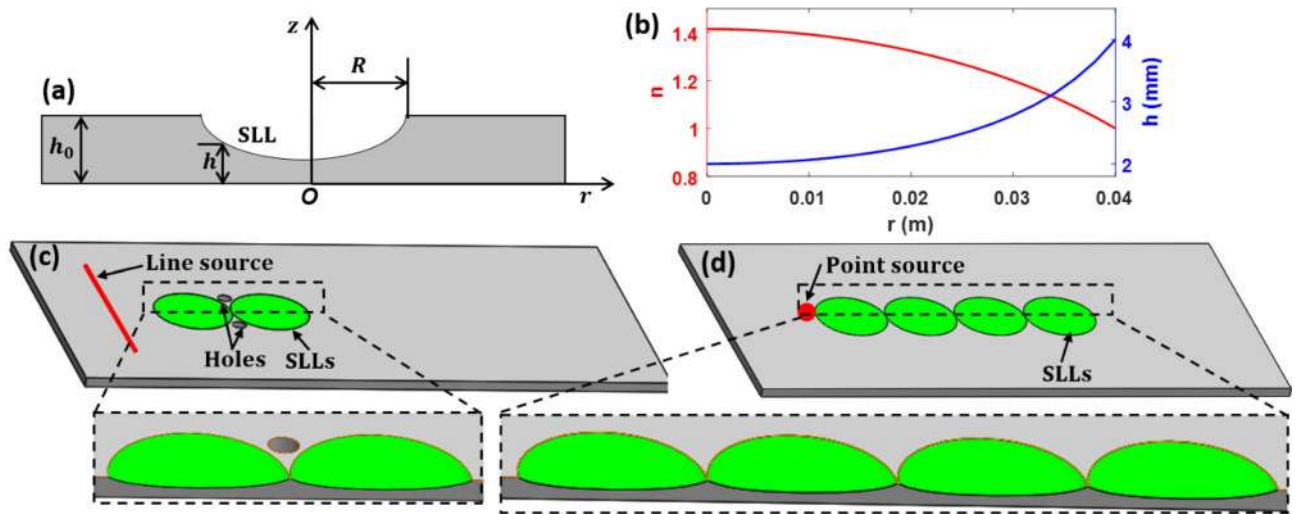 (a)
z
R
SLL
h₀
h
O
r
(b)
1.4
1.2
1
0.8
n
4
3
2
h (mm)
0
0.01
0.02
0.03
0.04
r (m)
(c)
Line source
Holes
SLLs
(d)
Point source
SLLs